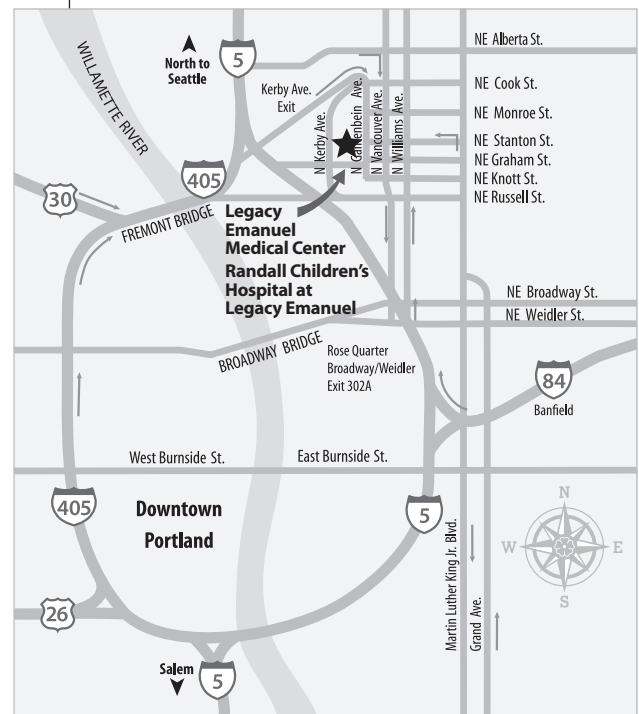 NE Alberta St.
5
North to
Seattle
WILLAMETTE RIVER
Kerby Ave.
Exit
NE Cook St.
NE Monroe St.
NE Stanton St.
NE Graham St.
NE Knott St.
NE Russell St.
N Kerby Ave.
N Gantenbein Ave.
N Vancouver Ave.
N Williams Ave.
405
30
FREMONT BRIDGE
Legacy
Emanuel
Medical Center
Randall Children's
Hospital at
Legacy Emanuel
NE Broadway St.
NE Weidler St.
BROADWAY BRIDGE
Rose Quarter
Broadway/Weidler
Exit 302A
84
Banfield
West Burnside St.
East Burnside St.
405
Downtown
Portland
5
N
W
E
S
Martin Luther King Jr. Blvd.
Grand Ave.
26
Salem
5